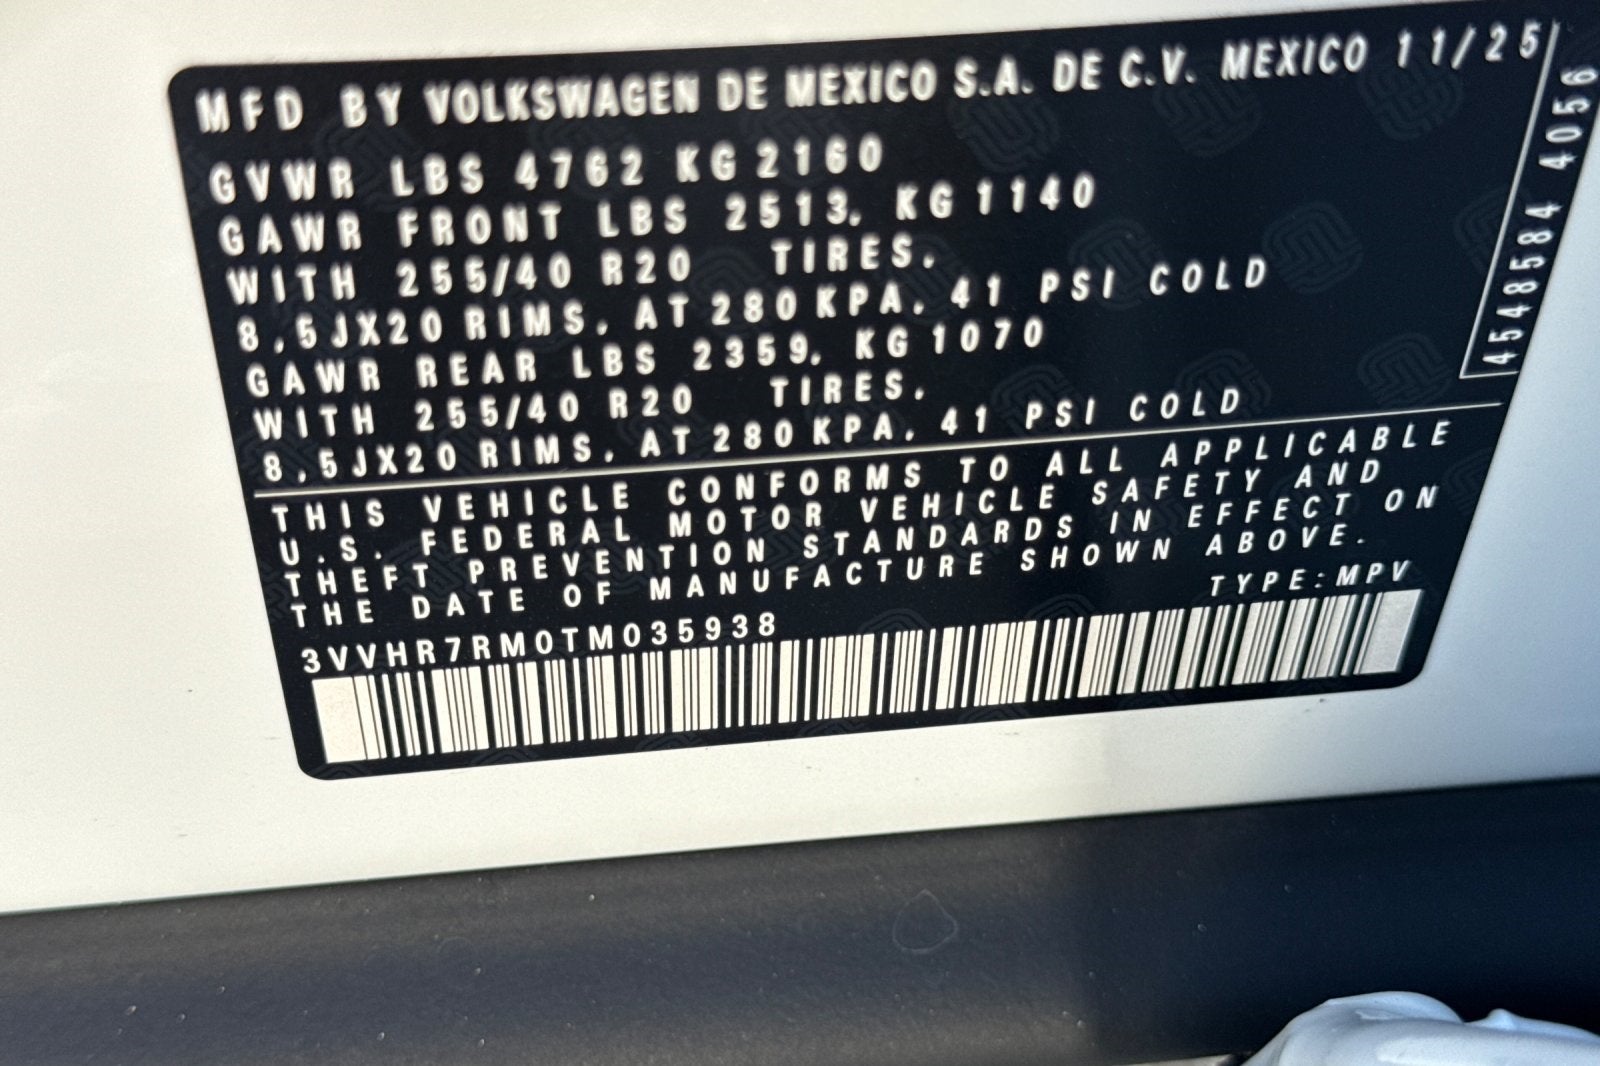 MFD BY VOLKSWAGEN DE MEXICO S.A. DE C.V. MEXICO 11/25
GVWR LBS 4762 KG 2160
GAWR FRONT LBS 2513, KG 1140
WITH 255/40 R20 TIRES,
8,5JX20 RIMS, AT 280 KPA, 41 PSI COLD
GAWR REAR LBS 2359, KG 1070
WITH 255/40 R20 TIRES,
8,5JX20 RIMS, AT 280 KPA, 41 PSI COLD
4548584 4056
THIS VEHICLE CONFORMS TO ALL APPLICABLE
U.S. FEDERAL MOTOR VEHICLE SAFETY AND
THEFT PREVENTION STANDARDS IN EFFECT ON
THE DATE OF MANUFACTURE SHOWN ABOVE.
TYPE:MPV
3VVHR7RM0TM035938